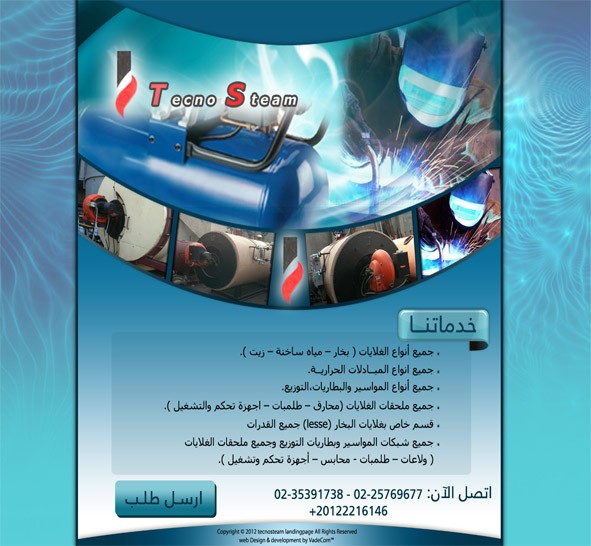 Tecno Steam
خدماتنــا
، جميع أنواع الغلايات ( بخار – مياه ساخنة – زيت ).
، جميع انواع المبــادلات الحراريــة.
، جميع أنواع المواسير والبطاريات،التوزيع.
، جميع ملحقات الغلايات (محارق – طلمبات – اجهزة تحكم والتشغيل ).
، قسم خاص بغلايات البخار (lesse) جميع القدرات
، جميع شبكات المواسير وبطاريات التوزيع وجميع ملحقات الغلايات
( ولاعات – طلمبات - محابس – أجهزة تحكم وتشغيل ).
اتصل الآن: 02-25769677 - 02-35391738
+20122216146
ارسل طلب
Copyright © 2012 tecnosteam landingpage All Rights Reserved
web Design & development by VadeCom™